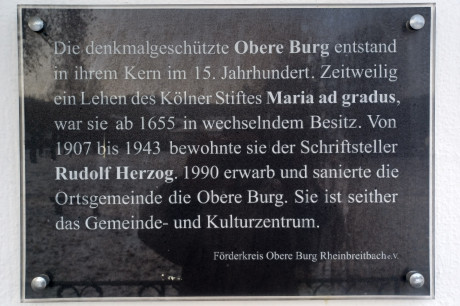 Die denkmalgeschützte Obere Burg entstand
in ihrem Kern im 15. Jahrhundert. Zeitweilig
ein Lehen des Kölner Stiftes Maria ad gradus,
war sie ab 1655 in wechselndem Besitz. Von
1907 bis 1943 bewohnte sie der Schriftsteller
Rudolf Herzog. 1990 erwarb und sanierte die
Ortsgemeinde die Obere Burg. Sie ist seither
das Gemeinde- und Kulturzentrum.
Förderkreis Obere Burg Rheinbreitbach e.V.